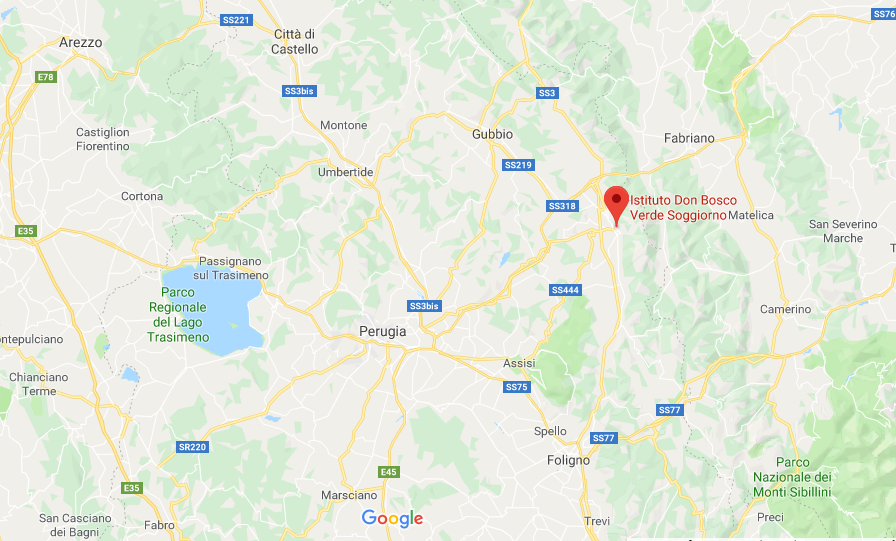 SS221
SS76
Città di
Castello
Arezzo
E78
SS3bis
SS3
Montone
Castiglion
Fiorentino
Gubbio
Fabriano
SS219
Umbertide
Cortona
SS318
Istituto Don Bosco
Verde Soggiorno
Matelica
San Severino
Marche
E35
Passignano
sul Trasimeno
Parco
Regionale
del Lago
Trasimeno
SS444
SS3bis
Camerino
Perugia
ontepulciano
Assisi
Chianciano
Terme
SS75
SS77
Spello
SS77
SR220
Foligno
E45
Parco
Nazionale dei
Monti Sibillini
E35
Marsciano
San Casciano
dei Bagni
Fabro
Google
Trevi
Preci